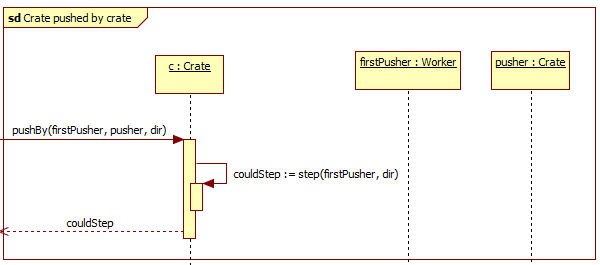 sd Crate pushed by crate
c : Crate
firstPusher : Worker
pusher : Crate
pushBy(firstPusher, pusher, dir)
couldStep := step(firstPusher, dir)
couldStep